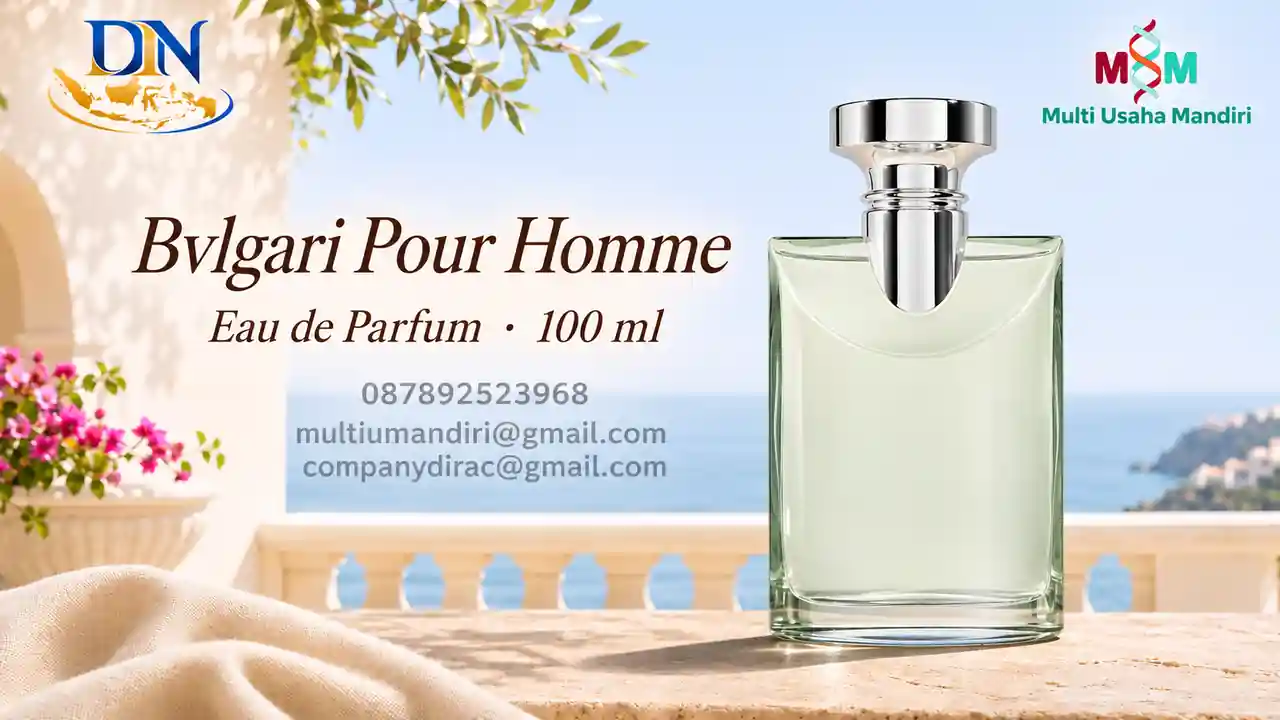 DN
MSM
Multi Usaha Mandiri
Bvlgari Pour Homme
Eau de Parfum · 100 ml
087892523968
multiumandiri@gmail.com
companydirac@gmail.com